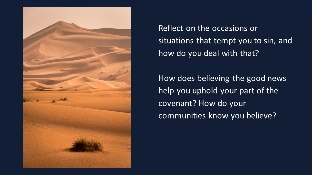 Reflect on the occasions or
situations that tempt you to sin, and
how do you deal with that?
How does believing the good news
help you uphold your part of the
covenant? How do your
communities know you believe?